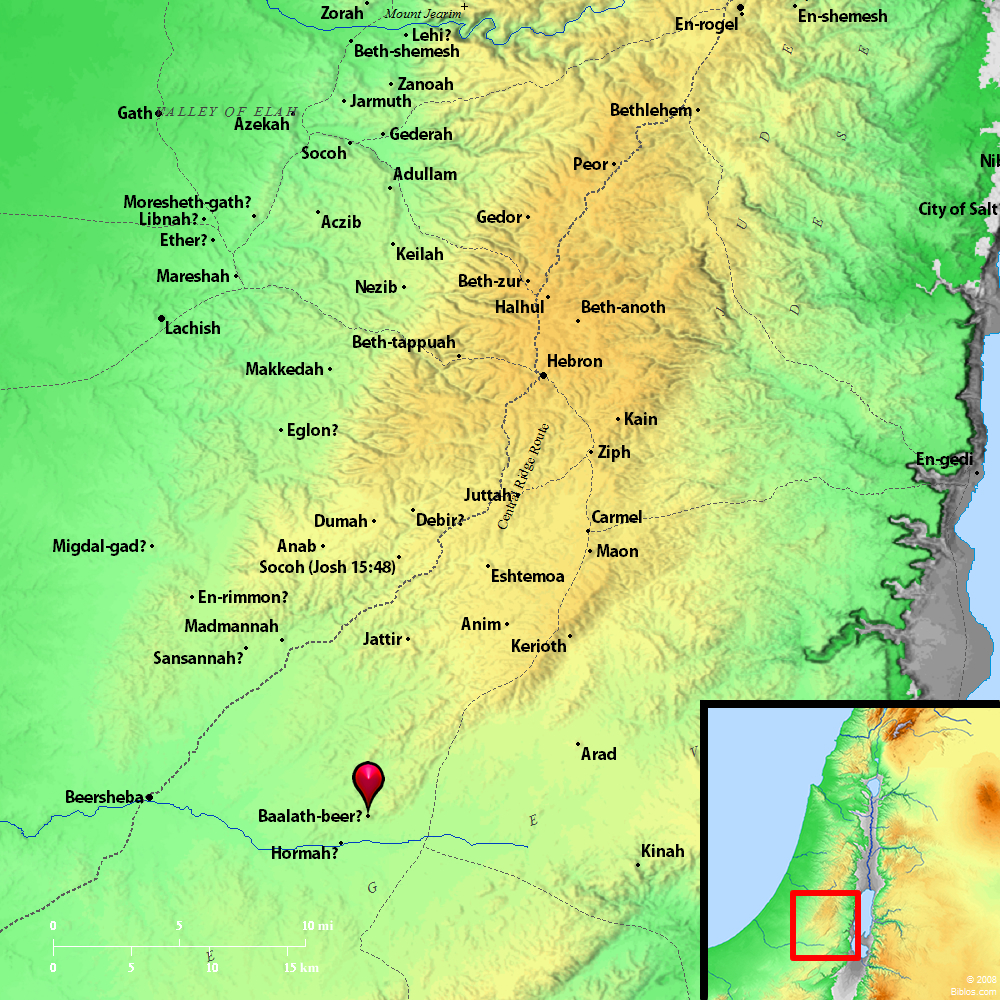 Zorah
Mount Jearim
En-rogel
En-shemesh
Lehi?
Beth-shemesh
Zanoah
Jarmuth
Gath
VALLEY OF ELAH
Azekah
Bethlehem
Gederah
Socoh
Peor
Nib
Adullam
Moresheth-gath?
Libnah?
Aczib
Gedor
City of Salt
Ether?
Keilah
Mareshah
Nezib
Beth-zur
Halhul
Beth-anoth
Lachish
Beth-tappuah
Makkedah
Hebron
Eglon?
Kain
Ziph
Central Ridge Route
En-gedi
Juttah
Dumah
Debir?
Carmel
Migdal-gad?
Anab
Maon
Socoh (Josh 15:48)
Eshtemoa
En-rimmon?
Madmannah
Jattir
Anim
Kerioth
Sansannah?
Arad
Beersheba
Baalath-beer?
Hormah?
Kinah
J U D E
D E S E
N E G E V
0 5 10 mi
0 5 10 15 km
© 2008
Biblos.com